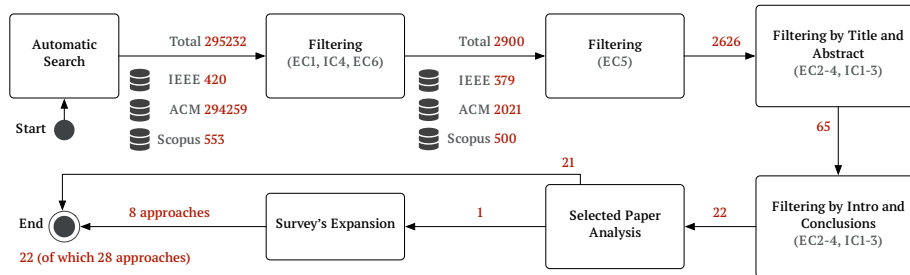 Automatic
Search
Total 295232
IEEE 420
ACM 294259
Scopus 553
Filtering
(EC1, IC4, EC6)
Total 2900
IEEE 379
ACM 2021
Scopus 500
Filtering
(EC5)
2626
Filtering by Title and
Abstract
(EC2-4, IC1-3)
Start
65
Filtering by Intro and
Conclusions
(EC2-4, IC1-3)
22
Selected Paper
Analysis
21
1
Survey's Expansion
8 approaches
End
22 (of which 28 approaches)